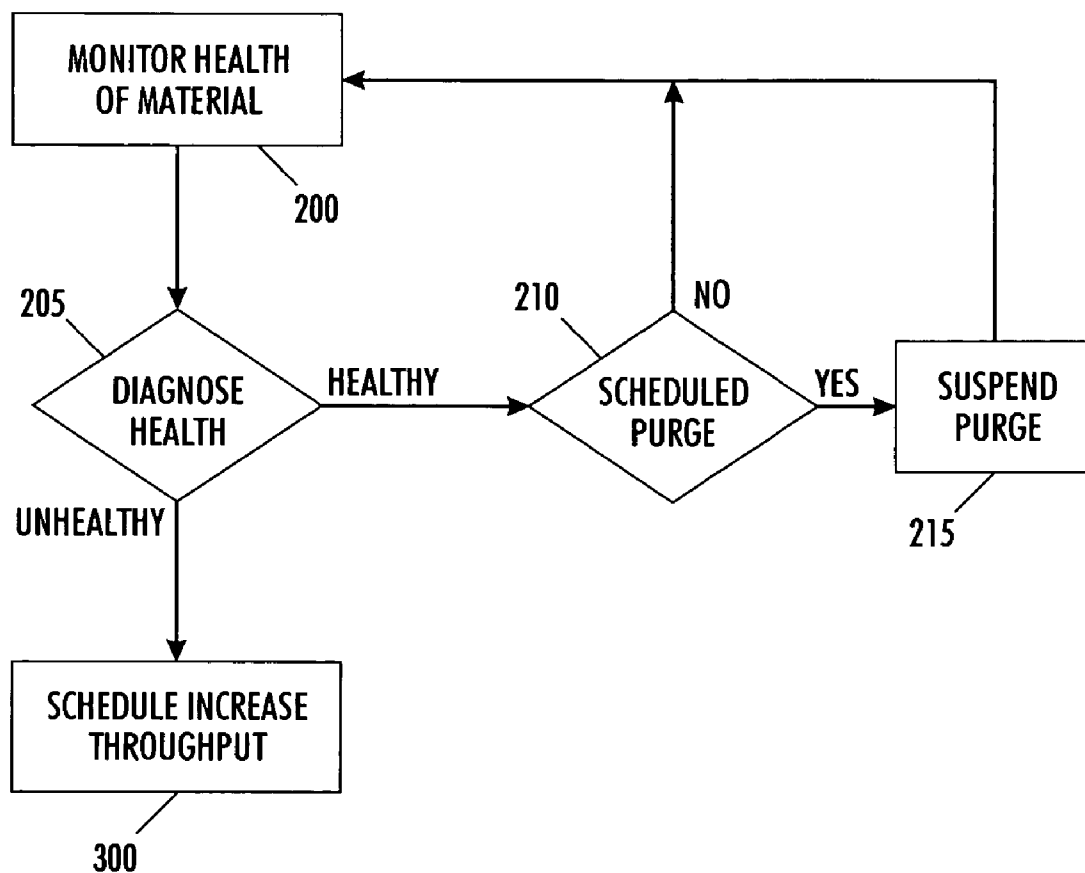 MONITOR HEALTH
OF MATERIAL
200
205
DIAGNOSE
HEALTH
HEALTHY
UNHEALTHY
210
NO
SCHEDULED
PURGE
YES
SUSPEND
PURGE
215
SCHEDULE INCREASE
THROUGHPUT
300